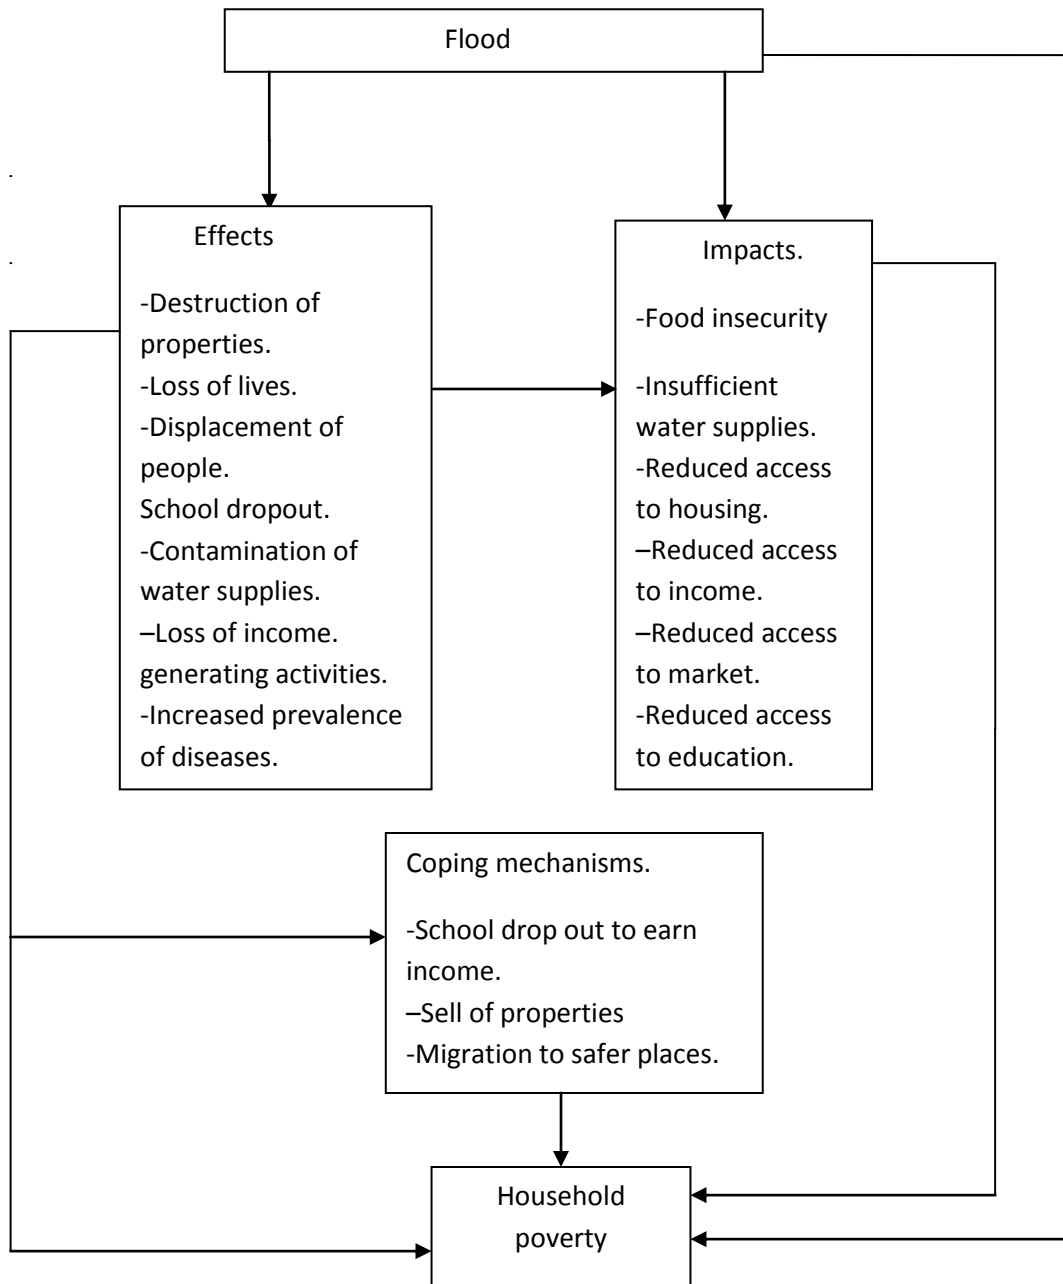 Flood
Effects
-Destruction of
properties.
-Loss of lives.
-Displacement of
people.
School dropout.
-Contamination of
water supplies.
–Loss of income.
generating activities.
-Increased prevalence
of diseases.
Impacts.
-Food insecurity
-Insufficient
water supplies.
-Reduced access
to housing.
–Reduced access
to income.
–Reduced access
to market.
-Reduced access
to education.
Coping mechanisms.
-School drop out to earn
income.
–Sell of properties
-Migration to safer places.
Household
poverty